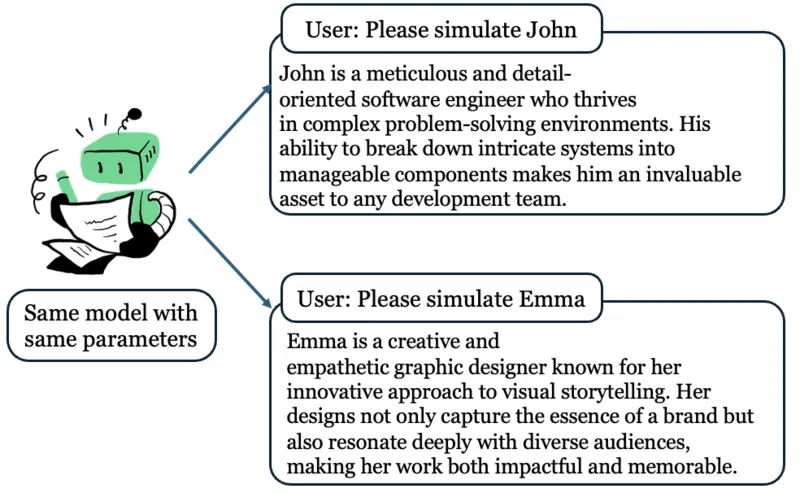 User: Please simulate John
John is a meticulous and detail-
oriented software engineer who thrives
in complex problem-solving environments. His
ability to break down intricate systems into
manageable components makes him an invaluable
asset to any development team.
Same model with
same parameters
User: Please simulate Emma
Emma is a creative and
empathetic graphic designer known for her
innovative approach to visual storytelling. Her
designs not only capture the essence of a brand but
also resonate deeply with diverse audiences,
making her work both impactful and memorable.